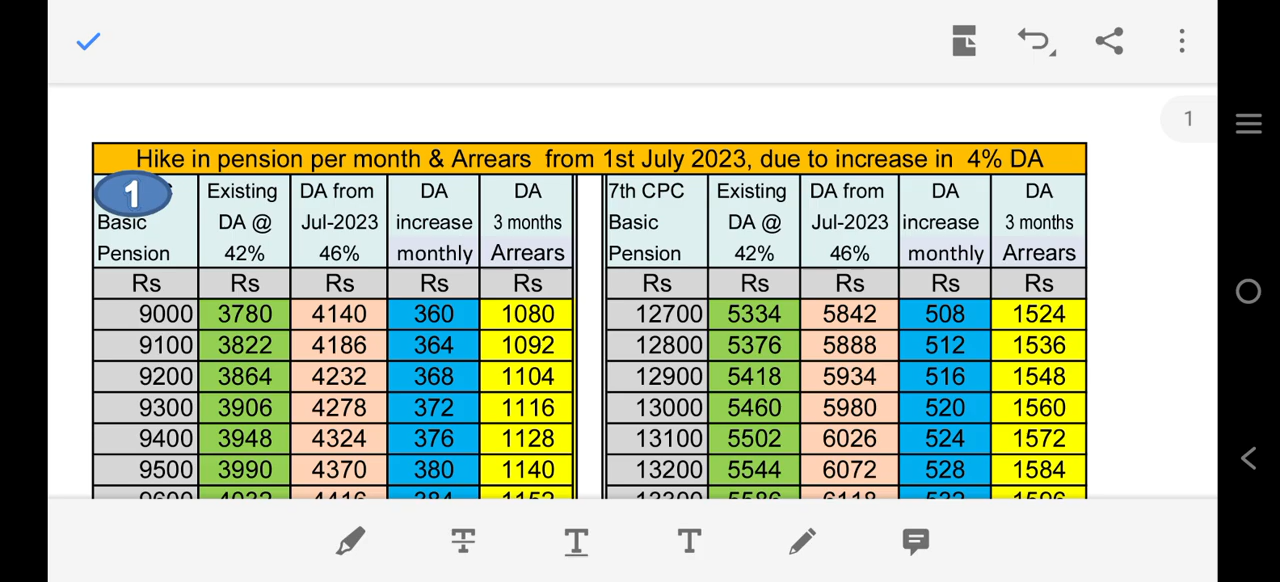 1
Hike in pension per month & Arrears from 1st July 2023, due to increase in 4% DA
1
Basic
Pension
Existing
DA @
42%
DA from
Jul-2023
46%
DA
increase
monthly
DA
3 months
Arrears
7th CPC
Basic
Pension
Existing
DA @
42%
DA from
Jul-2023
46%
DA
increase
monthly
DA
3 months
Arrears
Rs Rs Rs Rs Rs Rs Rs Rs Rs Rs
9000 3780 4140 360 1080 12700 5334 5842 508 1524
9100 3822 4186 364 1092 12800 5376 5888 512 1536
9200 3864 4232 368 1104 12900 5418 5934 516 1548
9300 3906 4278 372 1116 13000 5460 5980 520 1560
9400 3948 4324 376 1128 13100 5502 6026 524 1572
9500 3990 4370 380 1140 13200 5544 6072 528 1584